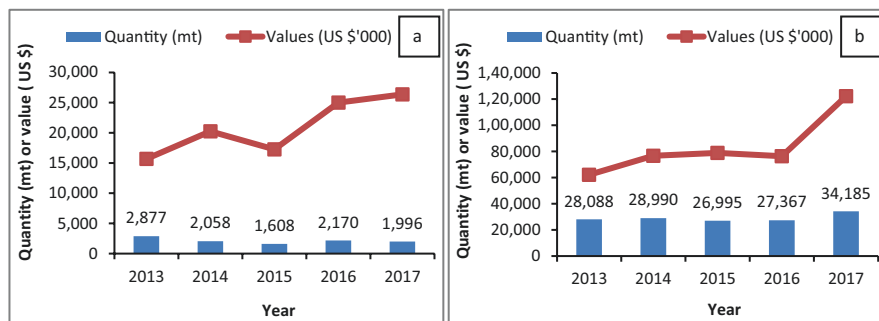 Quantity (mt) Values (US $'000) a
Quantity (mt) or value ( US $)
30,000
25,000
20,000
15,000
10,000
5,000
0
2,877 2,058 1,608 2,170 1,996
2013 2014 2015 2016 2017
Year
Quantity (mt) Values (US $'000) b
Quantity (mt) or value ( US $)
1,40,000
1,20,000
1,00,000
80,000
60,000
40,000
20,000
0
28,088 28,990 26,995 27,367 34,185
2013 2014 2015 2016 2017
Year